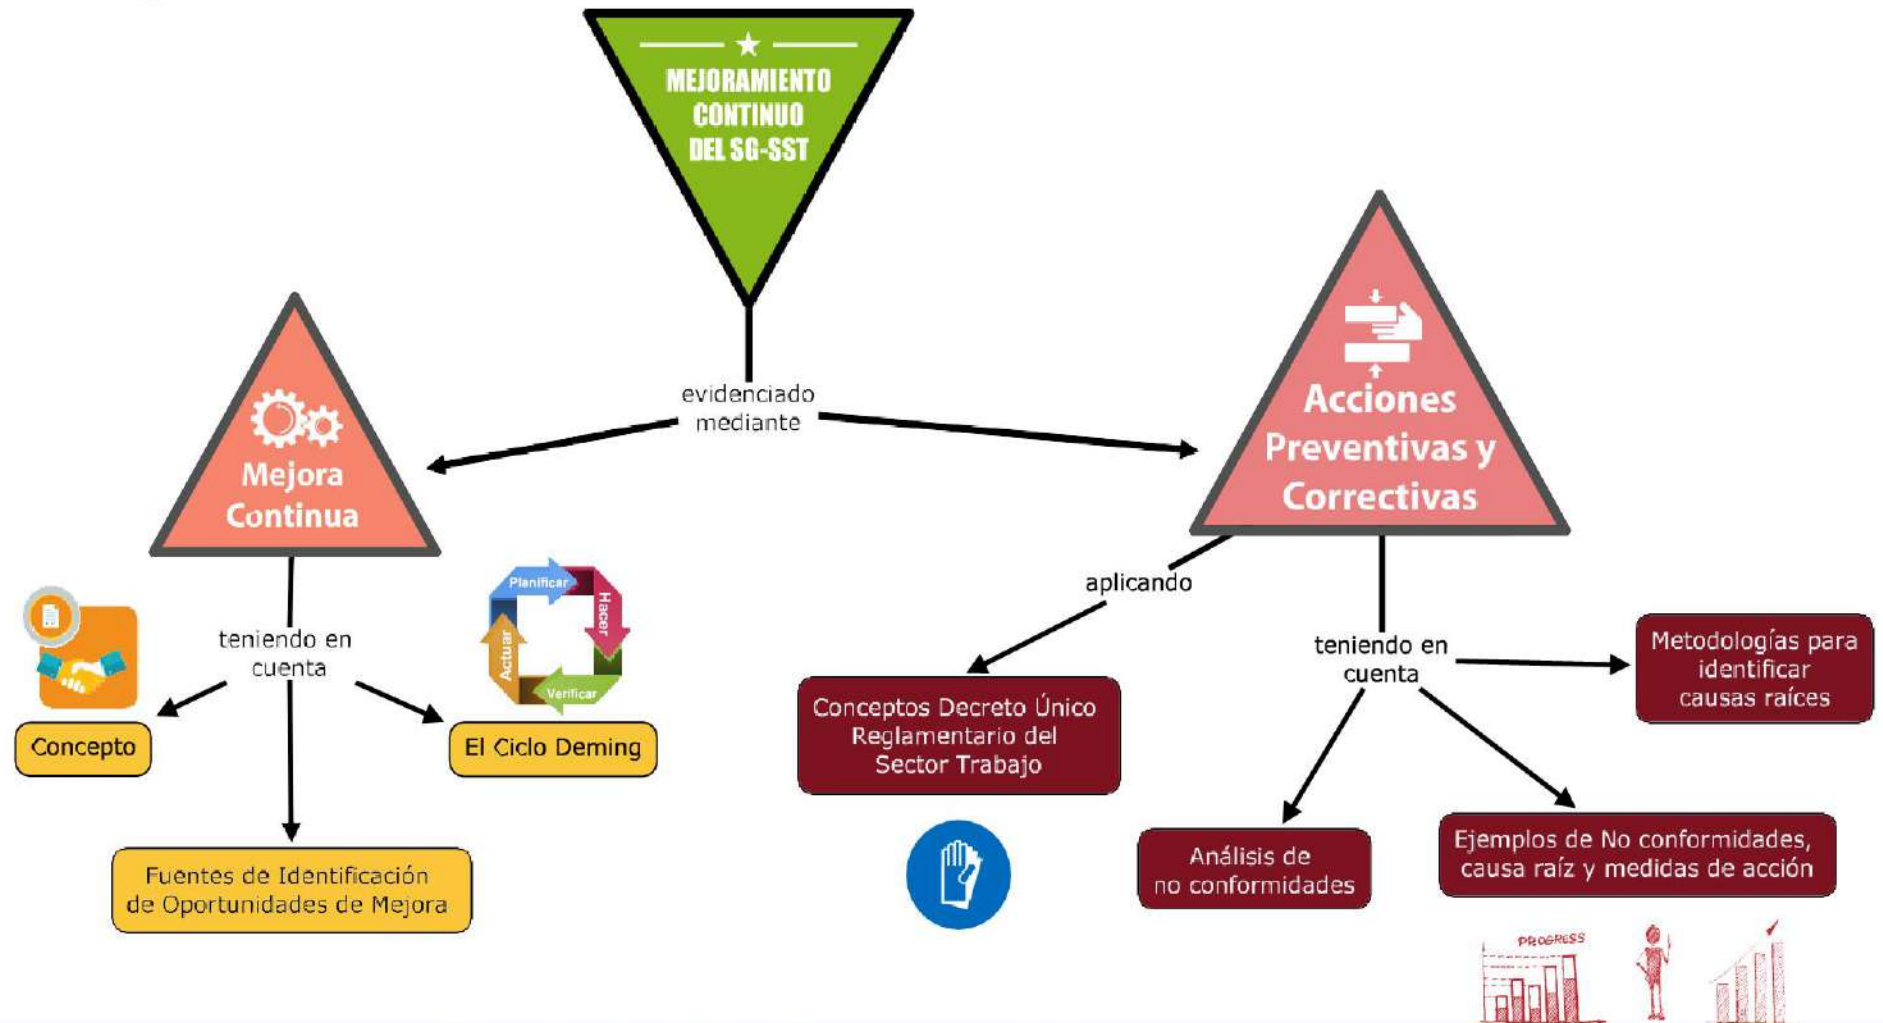 MEJORAMIENTO
CONTINUO
DEL SG-SST
evidenciado
mediante
Mejora
Continua
teniendo en
cuenta
Concepto
Planificar
Hacer
Verificar
Actuar
El Ciclo Deming
Fuentes de Identificación
de Oportunidades de Mejora
Acciones
Preventivas y
Correctivas
aplicando
Conceptos Decreto Único
Reglamentario del
Sector Trabajo
teniendo en
cuenta
Metodologías para
identificar
causas raíces
Análisis de
no conformidades
Ejemplos de No conformidades,
causa raíz y medidas de acción
PROGRESS